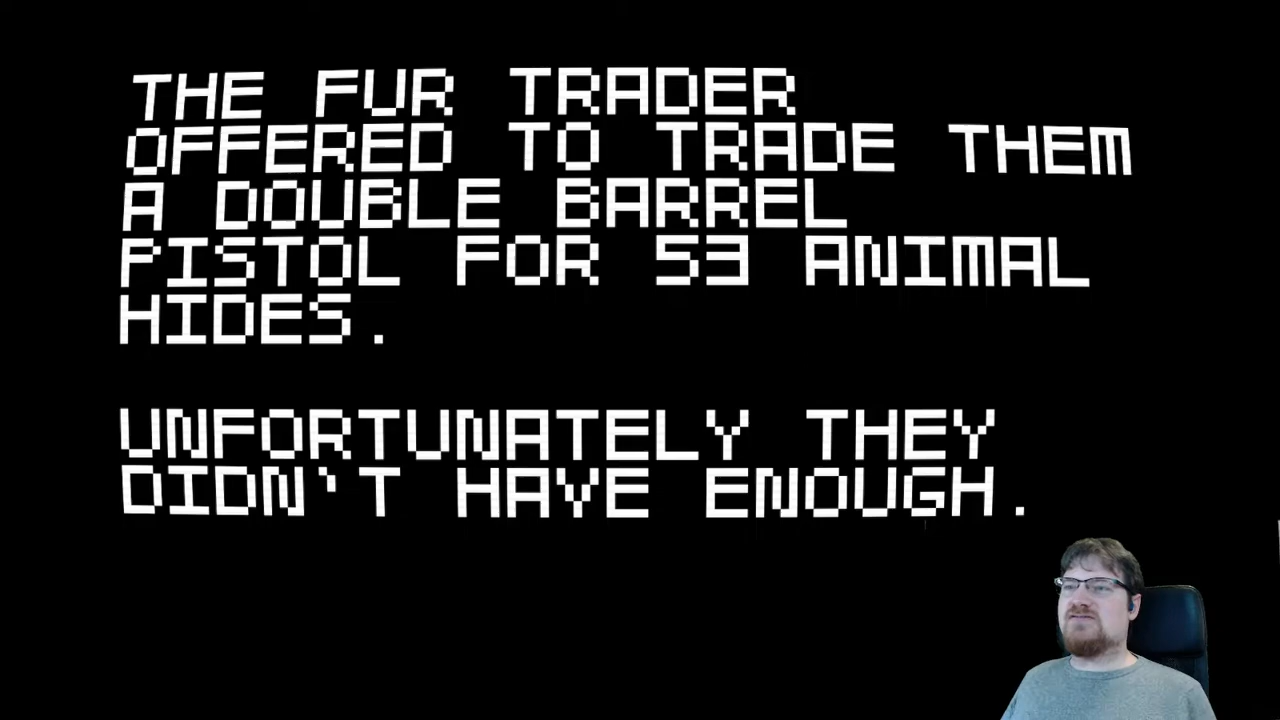 THE FUR TRADER
OFFERED TO TRADE THEM
A DOUBLE BARREL
PISTOL FOR 53 ANIMAL
HIDES.
UNFORTUNATELY THEY
DIDN'T HAVE ENOUGH.